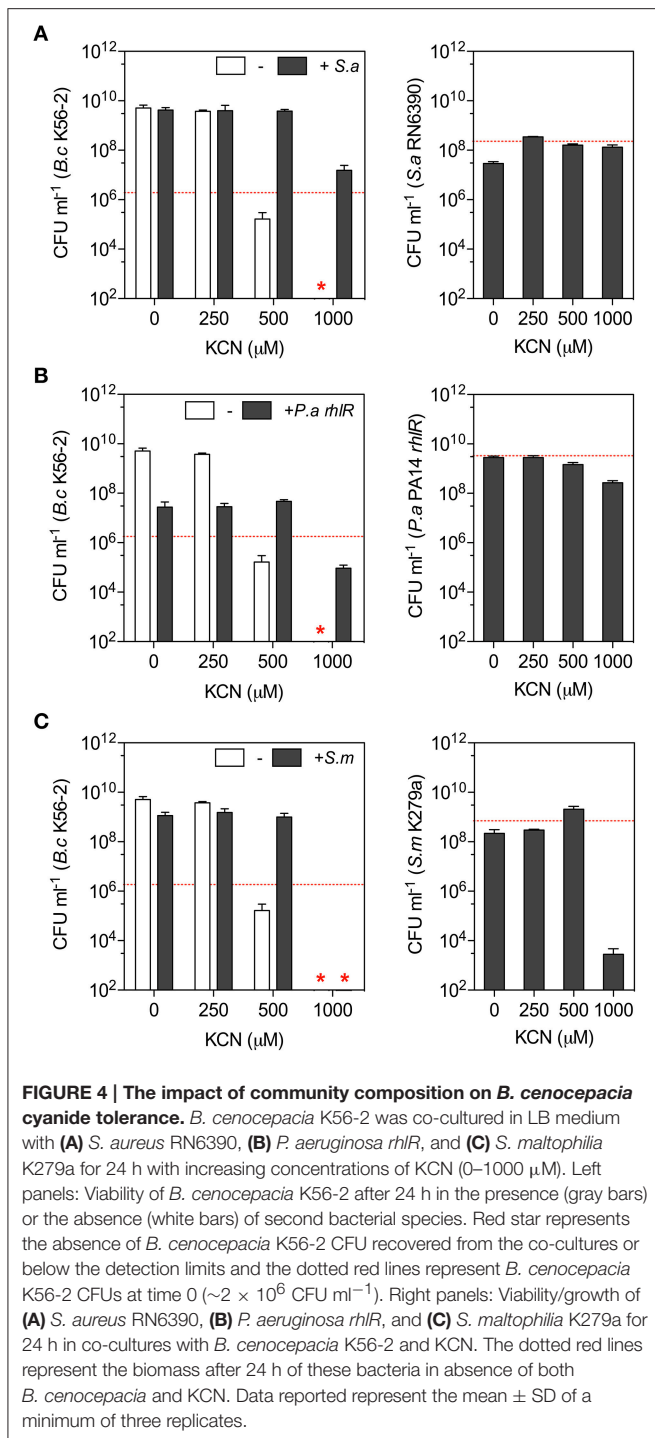 A
- + S.a
CFU ml-1 (B.c K56-2)
10¹²
10¹⁰
10⁸
10⁶
10⁴
10²
*
0 250 500 1000
KCN (μM)
CFU ml-1 (S.a RN6390)
10¹²
10¹⁰
10⁸
10⁶
10⁴
10²
0 250 500 1000
KCN (μM)
B
- +P.a rhlR
CFU ml-1 (B.c K56-2)
10¹²
10¹⁰
10⁸
10⁶
10⁴
10²
*
0 250 500 1000
KCN (μM)
CFU ml-1 (P.a PA14 rhlR)
10¹²
10¹⁰
10⁸
10⁶
10⁴
10²
0 250 500 1000
KCN (μM)
C
- +S.m
CFU ml-1 (B.c K56-2)
10¹²
10¹⁰
10⁸
10⁶
10⁴
10²
* *
0 250 500 1000
KCN (μM)
CFU ml-1 (S.m K279a)
10¹²
10¹⁰
10⁸
10⁶
10⁴
10²
0 250 500 1000
KCN (μM)
FIGURE 4 | The impact of community composition on B. cenocepacia
cyanide tolerance. B. cenocepacia K56-2 was co-cultured in LB medium
with (A) S. aureus RN6390, (B) P. aeruginosa rhlR, and (C) S. maltophilia
K279a for 24 h with increasing concentrations of KCN (0–1000 μM). Left
panels: Viability of B. cenocepacia K56-2 after 24 h in the presence (gray bars)
or the absence (white bars) of second bacterial species. Red star represents
the absence of B. cenocepacia K56-2 CFU recovered from the co-cultures or
below the detection limits and the dotted red lines represent B. cenocepacia
K56-2 CFUs at time 0 (~2 × 10⁶ CFU ml−1). Right panels: Viability/growth of
(A) S. aureus RN6390, (B) P. aeruginosa rhlR, and (C) S. maltophilia K279a for
24 h in co-cultures with B. cenocepacia K56-2 and KCN. The dotted red lines
represent the biomass after 24 h of these bacteria in absence of both
B. cenocepacia and KCN. Data reported represent the mean ± SD of a
minimum of three replicates.